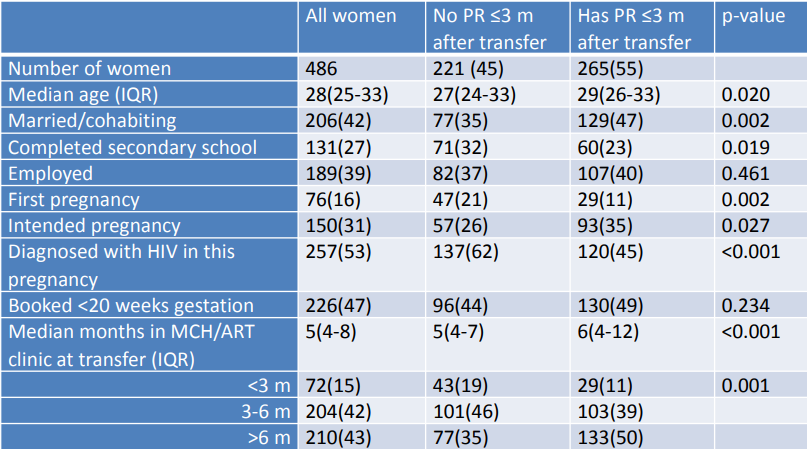 All women No PR ≤3 m Has PR ≤3 m p-value
after transfer after transfer
Number of women 486 221 (45) 265(55)
Median age (IQR) 28(25-33) 27(24-33) 29(26-33) 0.020
Married/cohabiting 206(42) 77(35) 129(47) 0.002
Completed secondary school 131(27) 71(32) 60(23) 0.019
Employed 189(39) 82(37) 107(40) 0.461
First pregnancy 76(16) 47(21) 29(11) 0.002
Intended pregnancy 150(31) 57(26) 93(35) 0.027
Diagnosed with HIV in this 257(53) 137(62) 120(45) <0.001
pregnancy
Booked <20 weeks gestation 226(47) 96(44) 130(49) 0.234
Median months in MCH/ART 5(4-8) 5(4-7) 6(4-12) <0.001
clinic at transfer (IQR)
<3 m 72(15) 43(19) 29(11) 0.001
3-6 m 204(42) 101(46) 103(39)
>6 m 210(43) 77(35) 133(50)